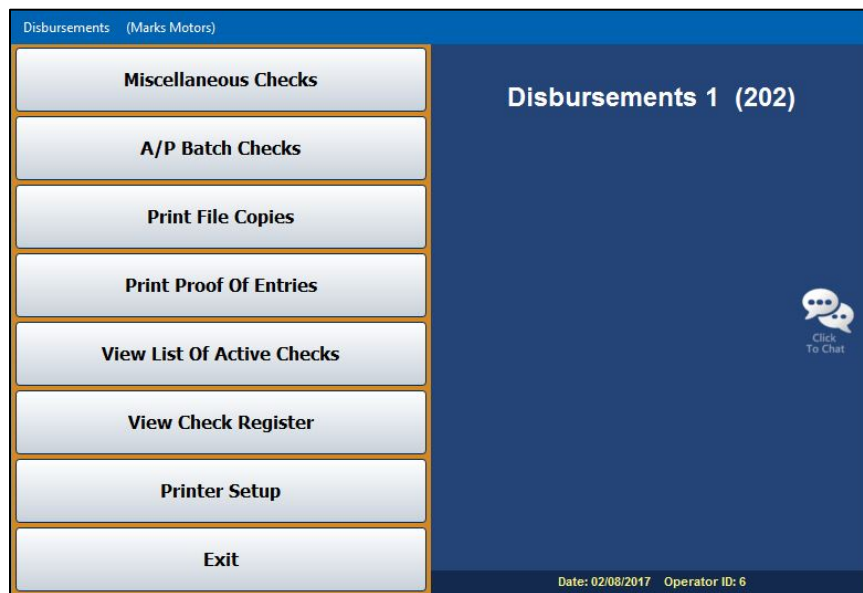 Disbursements (Marks Motors)
Miscellaneous Checks
A/P Batch Checks
Print File Copies
Print Proof Of Entries
View List Of Active Checks
View Check Register
Printer Setup
Exit
Disbursements 1 (202)
Click
To Chat
Date: 02/08/2017 Operator ID: 6